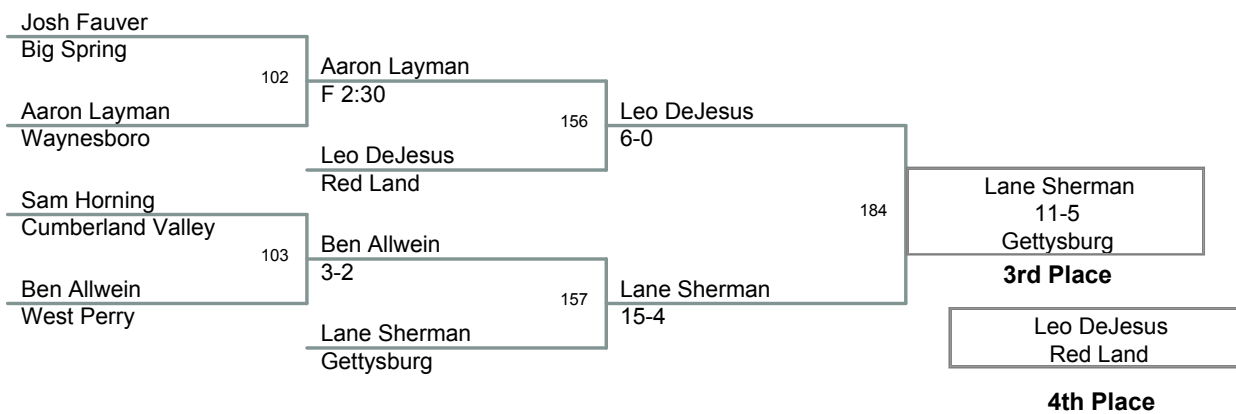 Josh Fauver
Big Spring
102
Aaron Layman
F 2:30
Aaron Layman
Waynesboro
156
Leo DeJesus
6-0
Leo DeJesus
Red Land
Sam Horning
Cumberland Valley
184
Lane Sherman
11-5
Gettysburg
3rd Place
103
Ben Allwein
3-2
Ben Allwein
West Perry
157
Lane Sherman
15-4
Lane Sherman
Gettysburg
Leo DeJesus
Red Land
4th Place